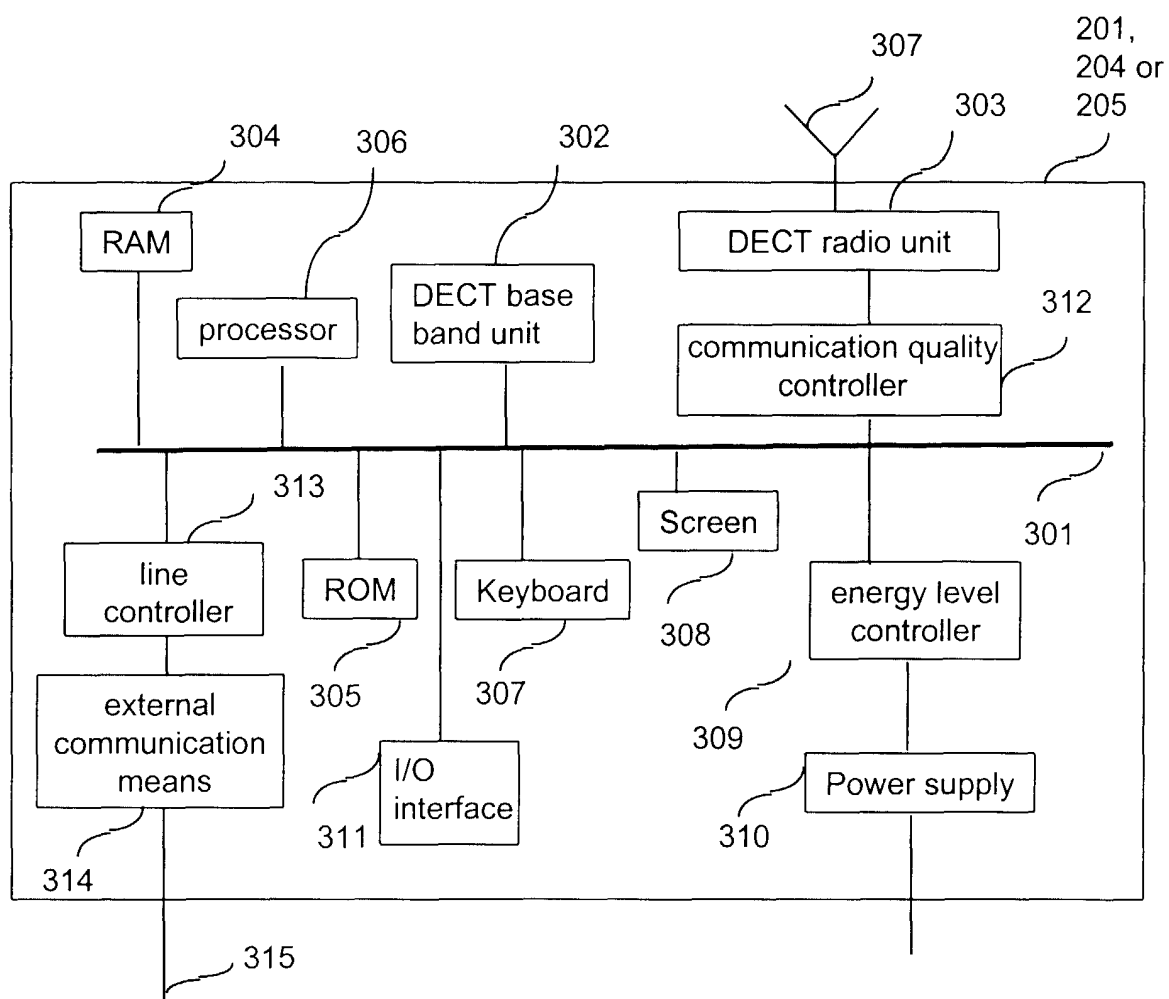 201,
204 or
205
307
303
304
306
302
RAM
DECT radio unit
DECT base
band unit
processor
312
communication quality
controller
313
301
Screen
line
controller
ROM
Keyboard
energy level
controller
308
305
307
309
external
communication
means
I/O
interface
Power supply
311
310
314
315